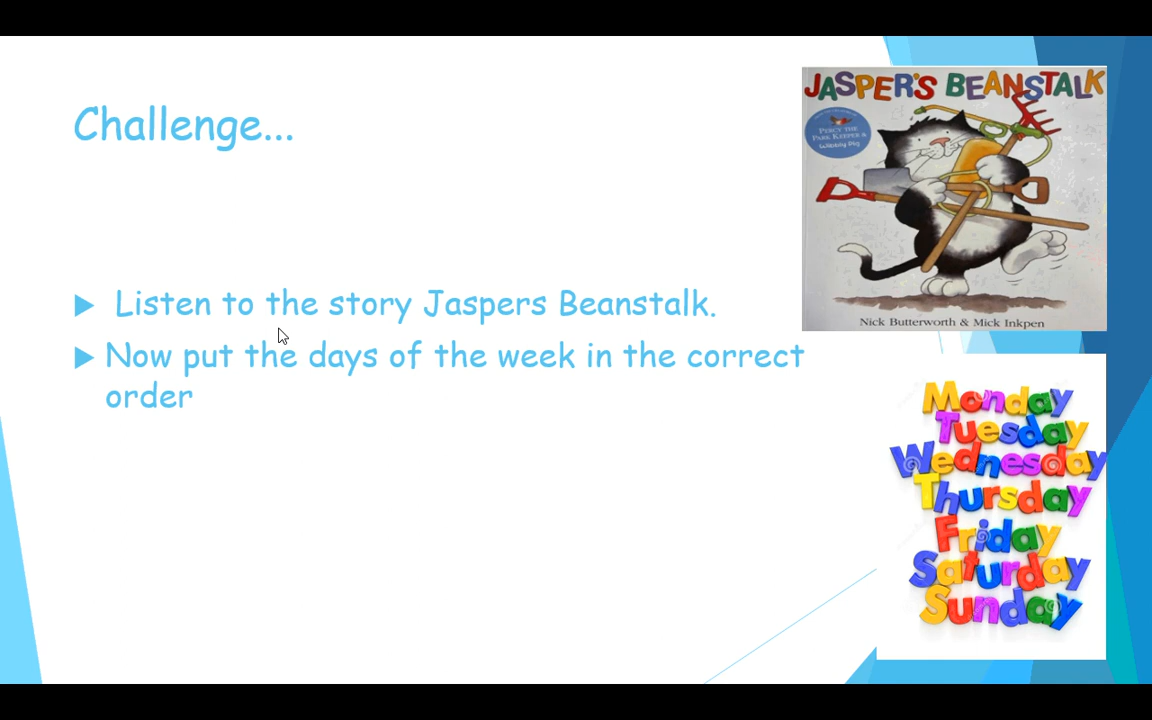 Challenge...
Listen to the story Jaspers Beanstalk.
Now put the days of the week in the correct
order
JASPER'S BEANSTALK
PERCY THE
PARK KEEPER &
Nick Butterworth & Mick Inkpen
Monday
Tuesday
Wednesday
Thursday
Friday
Saturday
Sunday